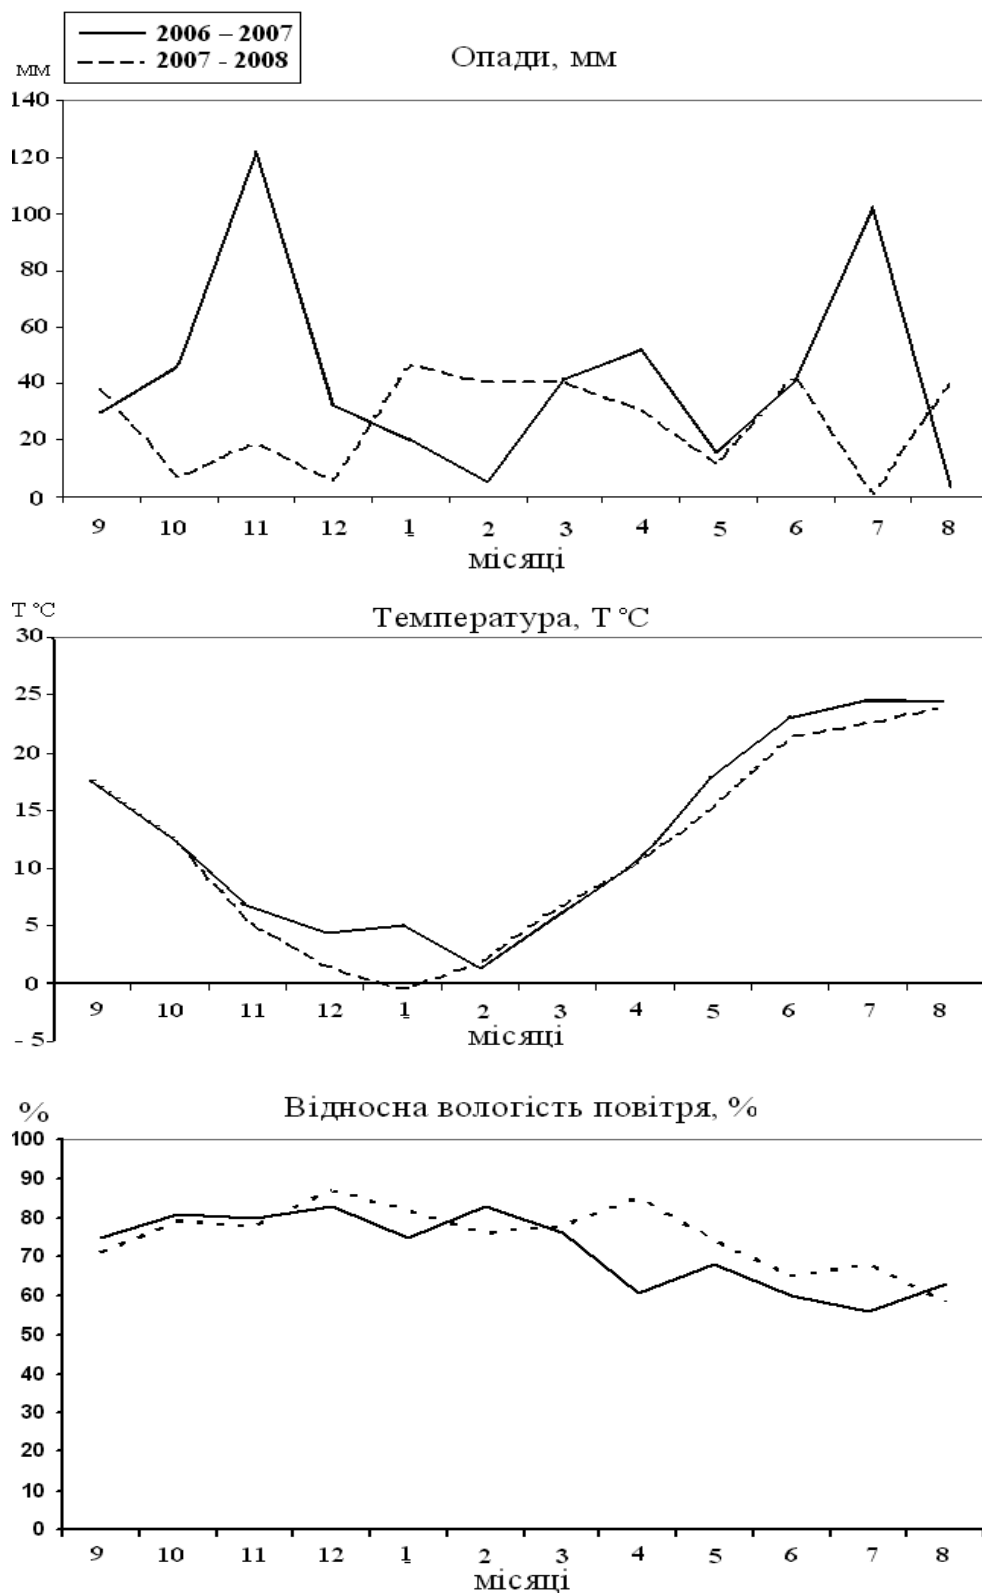 2006 – 2007
2007 - 2008
Опади, мм
мм
140
120
100
80
60
40
20
0
9 10 11 12 1 2 3 4 5 6 7 8
місяці
T °C
Температура, T °C
30
25
20
15
10
5
0
- 5
9 10 11 12 1 2 3 4 5 6 7 8
місяці
%
Відносна вологість повітря, %
100
90
80
70
60
50
40
30
20
10
0
9 10 11 12 1 2 3 4 5 6 7 8
місяці